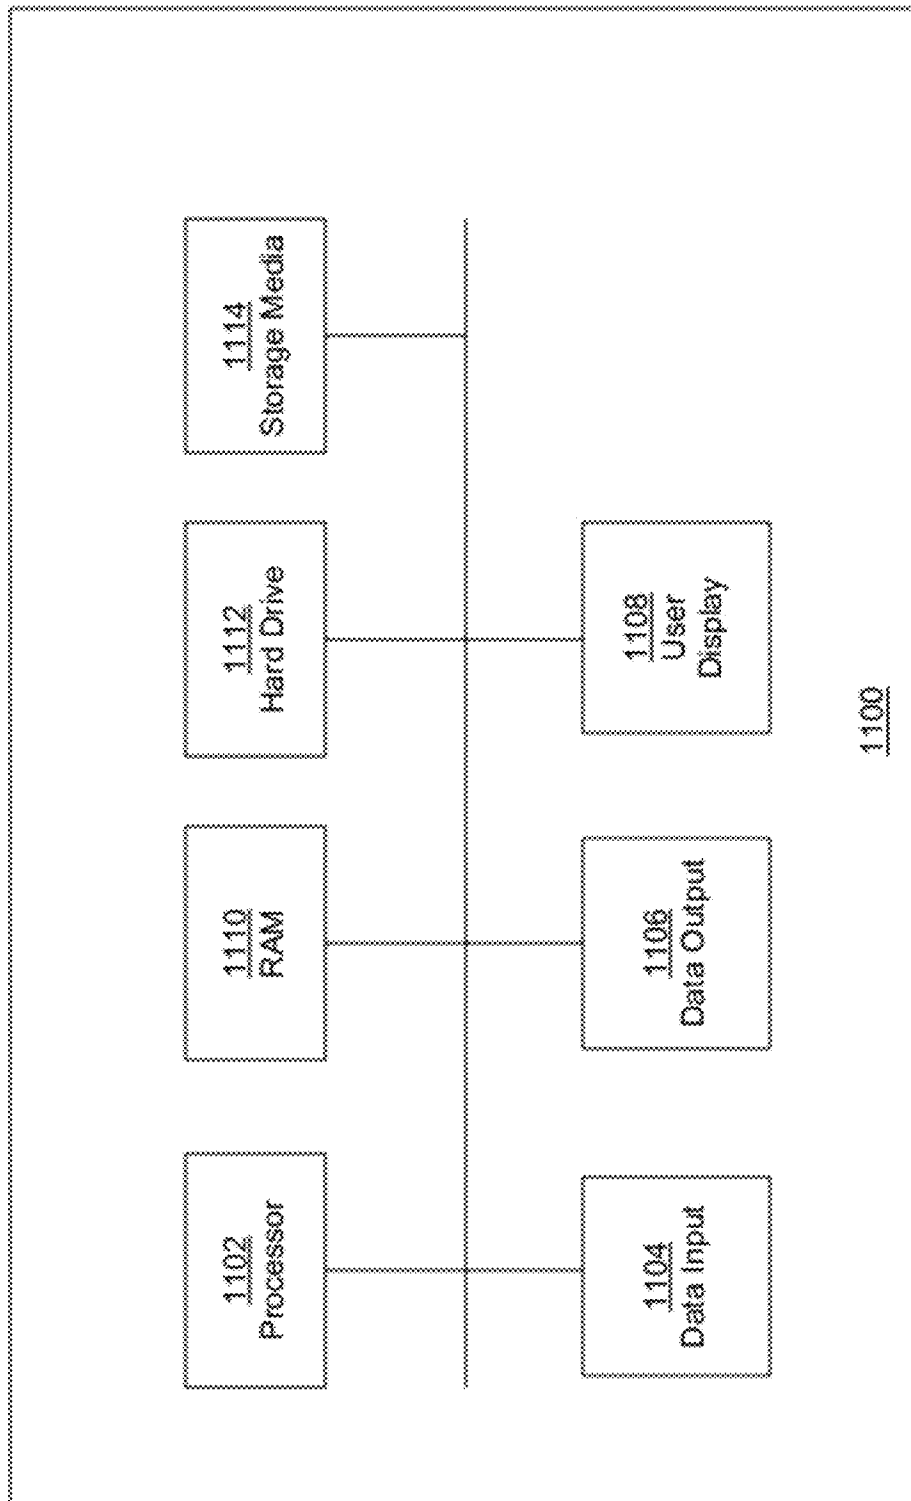 1102
Processor
1110
RAM
1112
Hard Drive
1114
Storage Media
1104
Data Input
1106
Data Output
1108
User
Display
1100